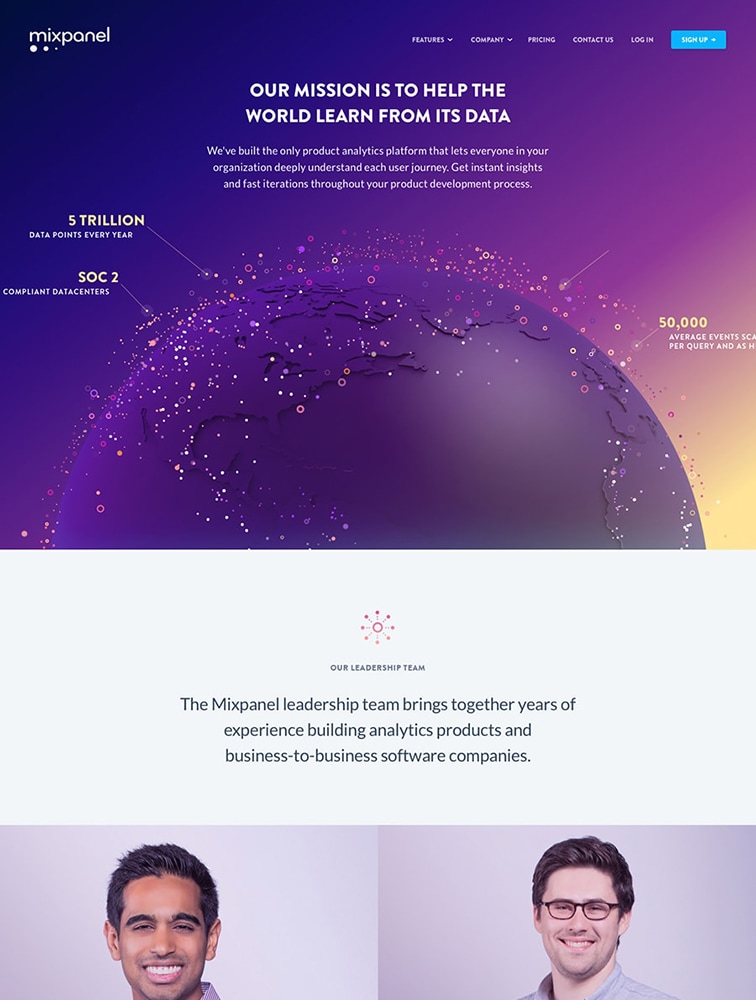 mixpanel
FEATURES COMPANY PRICING CONTACT US LOG IN SIGN UP
OUR MISSION IS TO HELP THE
WORLD LEARN FROM ITS DATA
We've built the only product analytics platform that lets everyone in your
organization deeply understand each user journey. Get instant insights
and fast iterations throughout your product development process.
5 TRILLION
DATA POINTS EVERY YEAR
SOC 2
COMPLIANT DATACENTERS
50,000
AVERAGE EVENTS
PER QUERY AND AS
OUR LEADERSHIP TEAM
The Mixpanel leadership team brings together years of
experience building analytics products and
business-to-business software companies.